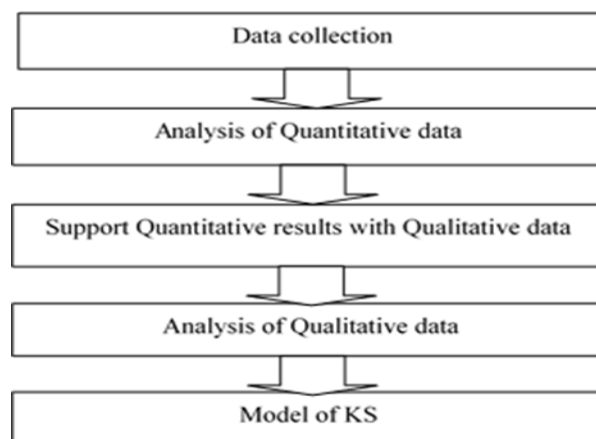 Data collection
Analysis of Quantitative data
Support Quantitative results with Qualitative data
Analysis of Qualitative data
Model of KS